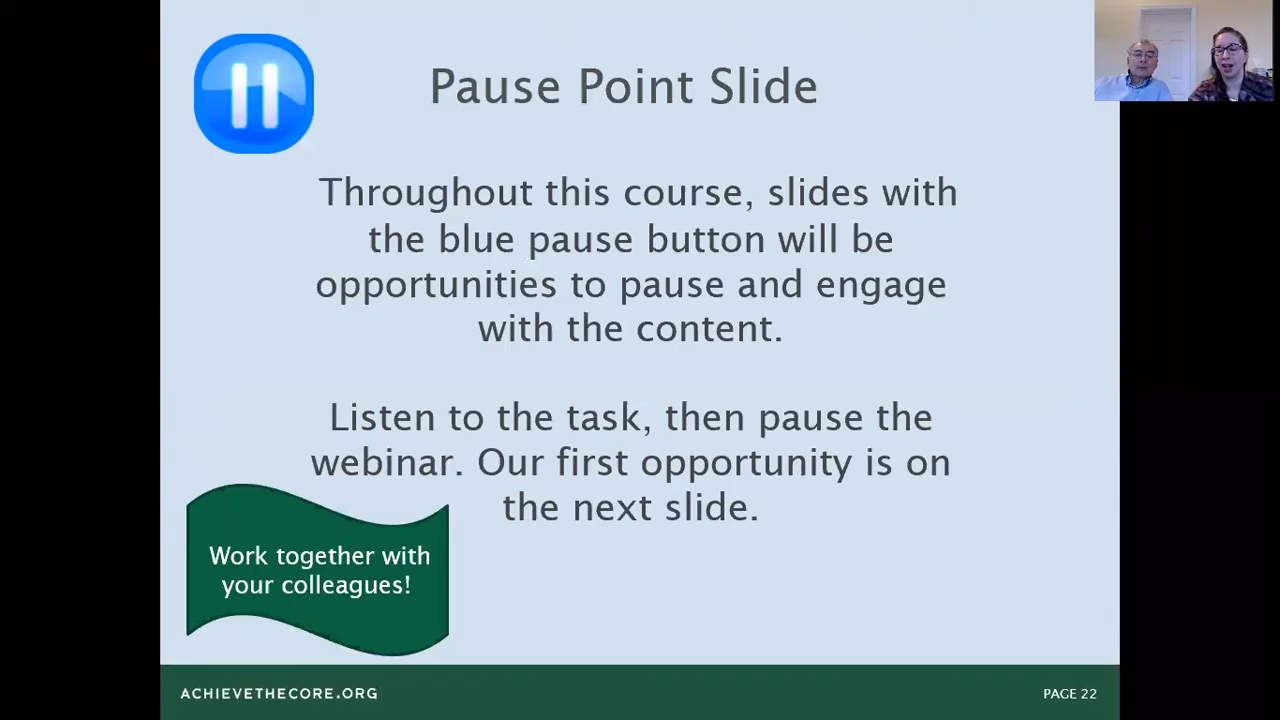 Pause Point Slide
Throughout this course, slides with
the blue pause button will be
opportunities to pause and engage
with the content.
Listen to the task, then pause the
webinar. Our first opportunity is on
the next slide.
Work together with
your colleagues!
ACHIEVETHECORE.ORG
PAGE 22